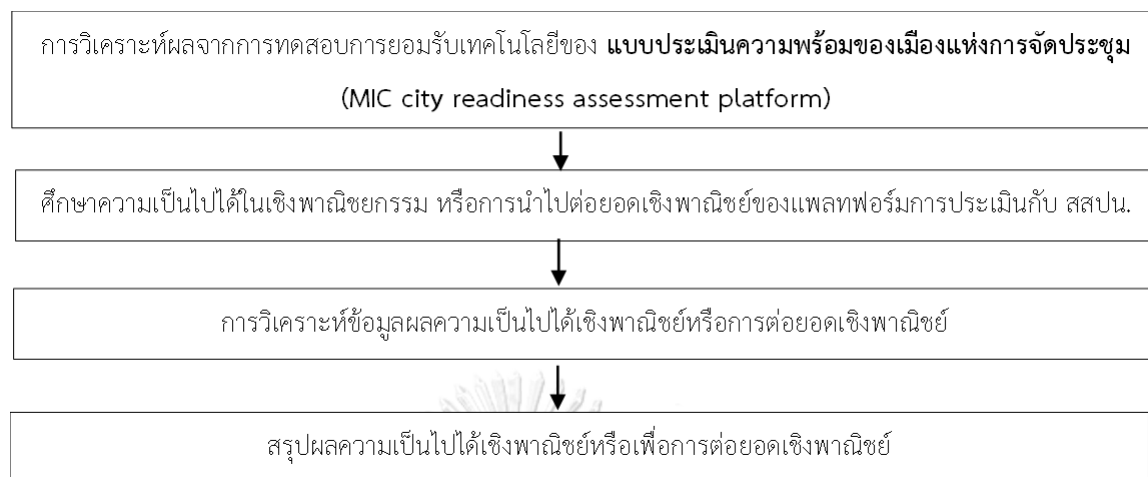 การวิเคราะห์ผลจากการทดสอบการยอมรับเทคโนโลยีของ แบบประเมินความพร้อมของเมืองแห่งการจัดประชุม
(MIC city readiness assessment platform)
ศึกษาความเป็นไปได้ในเชิงพาณิชยกรรม หรือการนำไปต่อยอดเชิงพาณิชย์ของแพลทฟอร์มการประเมินกับ สสปน.
การวิเคราะห์ข้อมูลผลความเป็นไปได้เชิงพาณิชย์หรือการต่อยอดเชิงพาณิชย์
สรุปผลความเป็นไปได้เชิงพาณิชย์หรือเพื่อการต่อยอดเชิงพาณิชย์